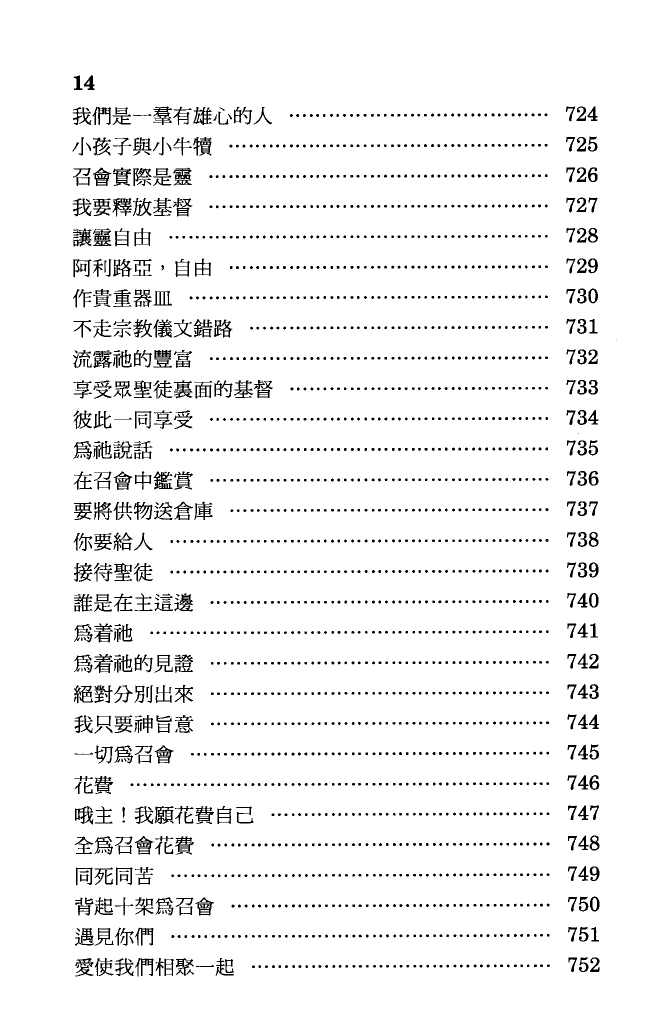 14
我們是一羣有雄心的人 …………………………………… 724
小孩子與小牛犢 …………………………………… 725
召會實際是靈 …………………………………… 726
我要釋放基督 …………………………………… 727
讓靈自由 …………………………………… 728
阿利路亞，自由 …………………………………… 729
作貴重器皿 …………………………………… 730
不走宗教儀文錯路 …………………………………… 731
流露祂的豐富 …………………………………… 732
享受眾聖徒裏面的基督 …………………………………… 733
彼此一同享受 …………………………………… 734
爲祂說話 …………………………………… 735
在召會中鑑賞 …………………………………… 736
要將供物送倉庫 …………………………………… 737
你要給人 …………………………………… 738
接待聖徒 …………………………………… 739
誰是在主這邊 …………………………………… 740
爲着祂 …………………………………… 741
爲着祂的見證 …………………………………… 742
絕對分別出來 …………………………………… 743
我只要神旨意 …………………………………… 744
一切爲召會 …………………………………… 745
花費 …………………………………… 746
哦主！我願花費自己 …………………………………… 747
全爲召會花費 …………………………………… 748
同死同苦 …………………………………… 749
背起十架爲召會 …………………………………… 750
遇見你們 …………………………………… 751
愛使我們相聚一起 …………………………………… 752